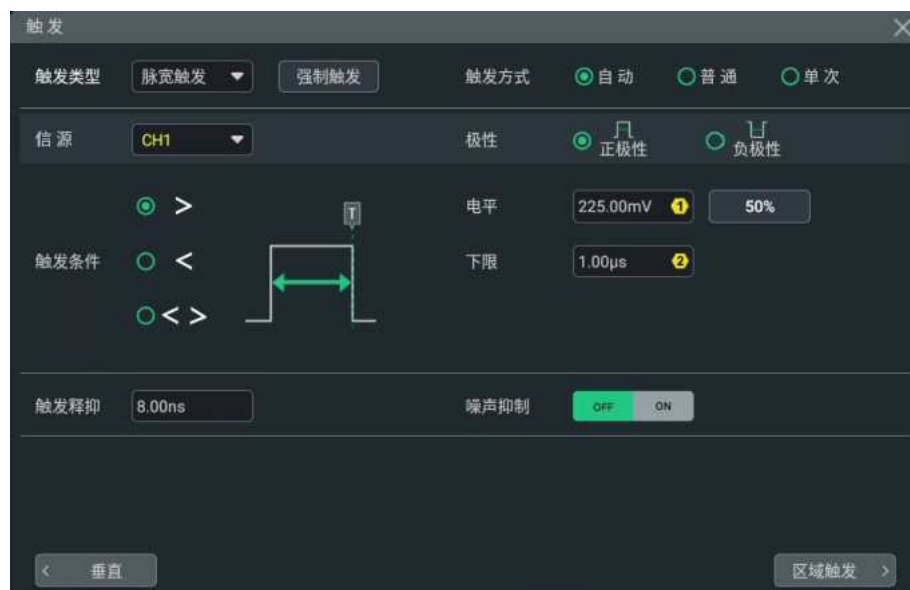 触发
触发类型 脉宽触发 强制触发 触发方式 自动 普通 单次
信源 CH1 极性 正极性 负极性
> T 电平 225.00mV 1 50%
触发条件 < 下限 1.00μs 2
< >
触发释抑 8.00ns 噪声抑制 OFF ON
< 垂直 区域触发 >